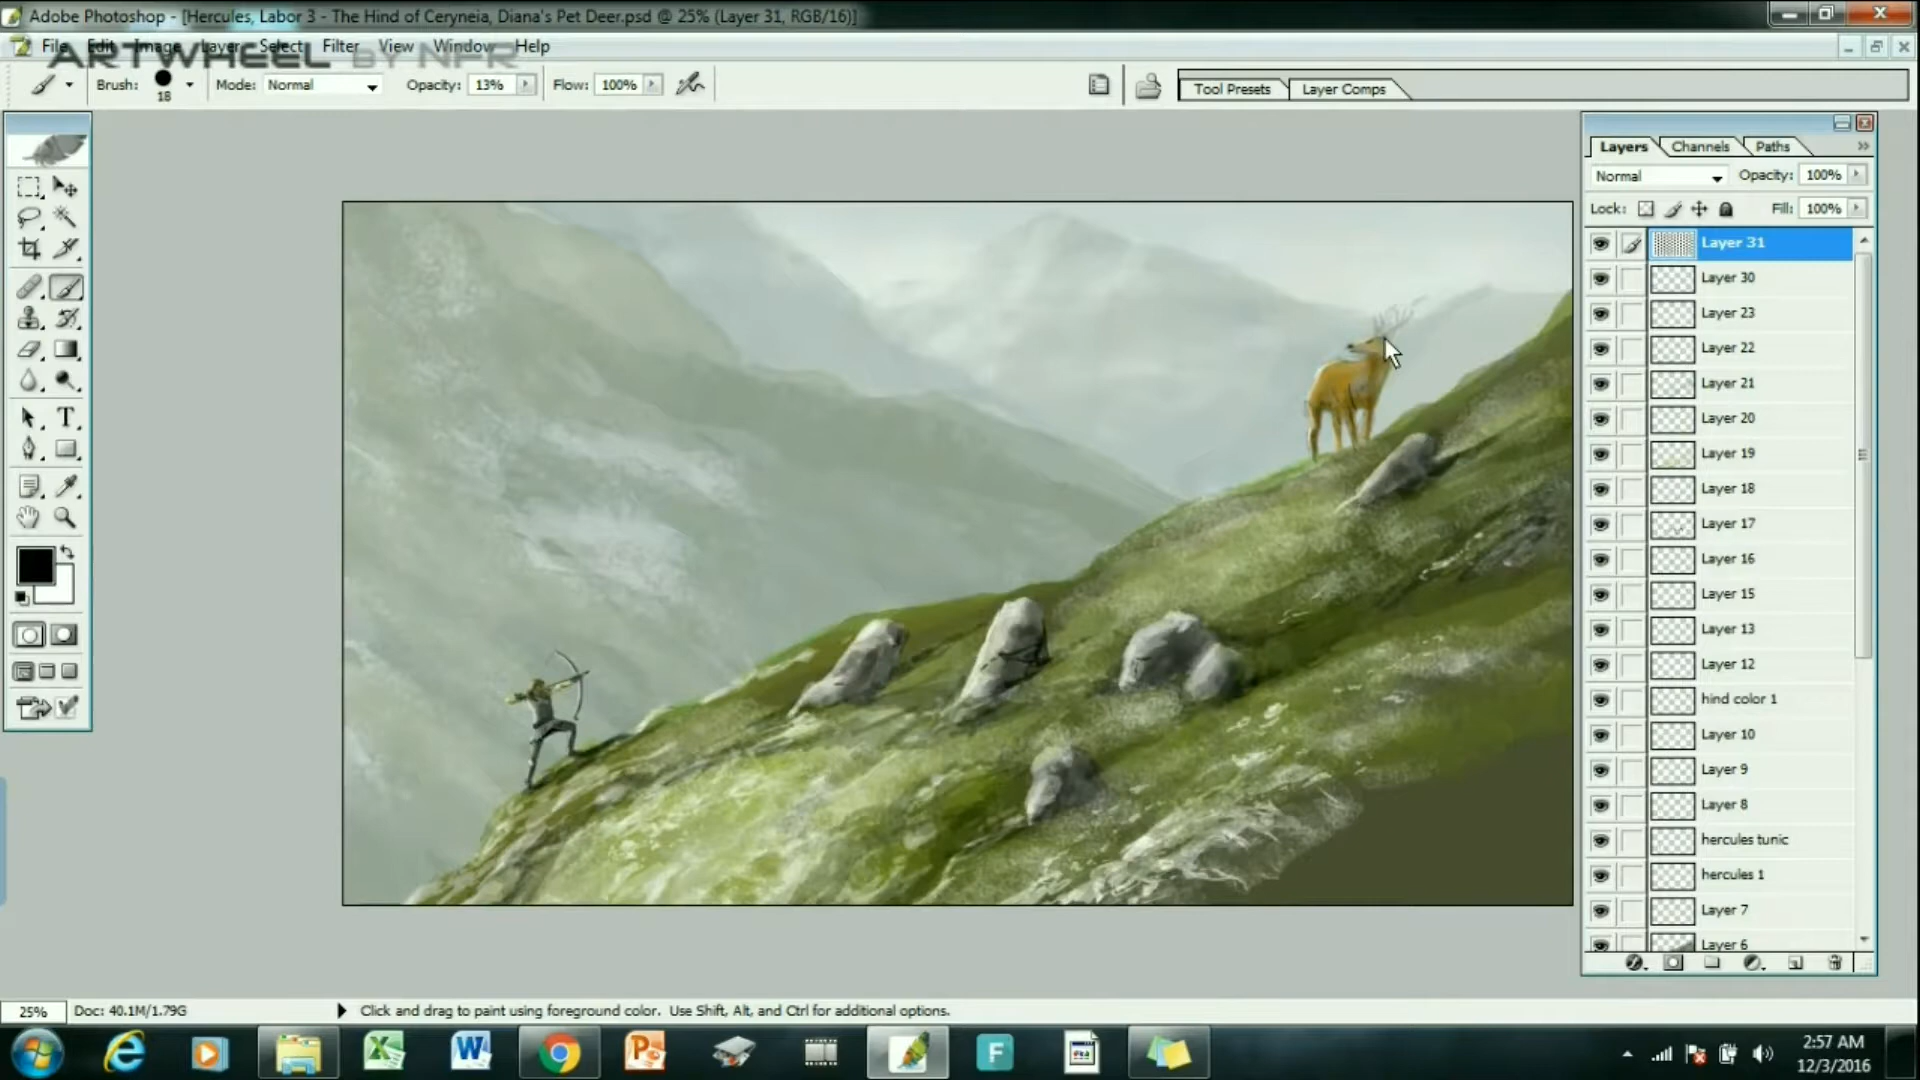 Adobe Photoshop - [Hercules, Labor 3 - The Hind of Ceryneia, Diana's Pet Deer.psd @ 25% (Layer 31, RGB/16)]
File Edit Image Layer Select Filter View Window Help
ARTWHEEL BY NFR
Brush: 18 Mode: Normal Opacity: 13% Flow: 100% Tool Presets Layer Comps
Layers Channels Paths
Normal Opacity: 100%
Lock: Fill: 100%
Layer 31
Layer 30
Layer 23
Layer 22
Layer 21
Layer 20
Layer 19
Layer 18
Layer 17
Layer 16
Layer 15
Layer 13
Layer 12
hind color 1
Layer 10
Layer 9
Layer 8
hercules tunic
hercules 1
Layer 7
Layer 6
25% Doc: 40.1M/1.79G Click and drag to paint using foreground color. Use Shift, Alt, and Ctrl for additional options.
2:57 AM
12/3/2016